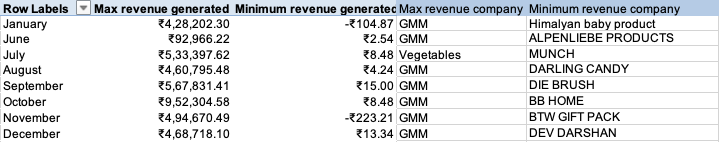 Row Labels Max revenue generated Minimum revenue generated Max revenue company Minimum revenue company
January ₹4,28,202.30 -₹104.87 GMM Himalyan baby product
June ₹92,966.22 ₹2.54 GMM ALPENLIEBE PRODUCTS
July ₹5,33,397.62 ₹8.48 Vegetables MUNCH
August ₹4,60,795.48 ₹4.24 GMM DARLING CANDY
September ₹5,67,831.41 ₹15.00 GMM DIE BRUSH
October ₹9,52,304.58 ₹8.48 GMM BB HOME
November ₹4,94,670.49 -₹223.21 GMM BTW GIFT PACK
December ₹4,68,718.10 ₹13.34 GMM DEV DARSHAN